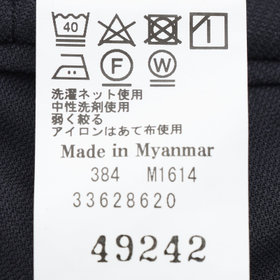 40
F W
洗濯ネット使用
中性洗剤使用
弱く絞る
アイロンはあて布使用
Made in Myanmar
384 M1614
33628620
49242